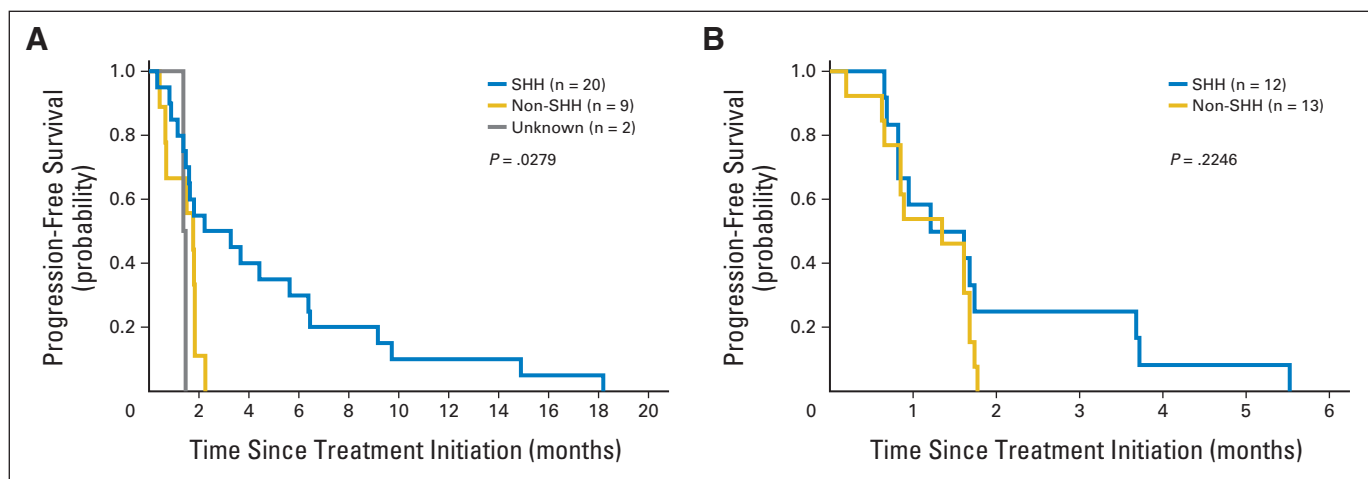 A
Progression-Free Survival
(probability)
1.0
0.8
0.6
0.4
0.2
0
2
4
6
8
10
12
14
16
18
20
Time Since Treatment Initiation (months)
SHH (n = 20)
Non-SHH (n = 9)
Unknown (n = 2)
P = .0279
B
Progression-Free Survival
(probability)
1.0
0.8
0.6
0.4
0.2
0
1
2
3
4
5
6
Time Since Treatment Initiation (months)
SHH (n = 12)
Non-SHH (n = 13)
P = .2246